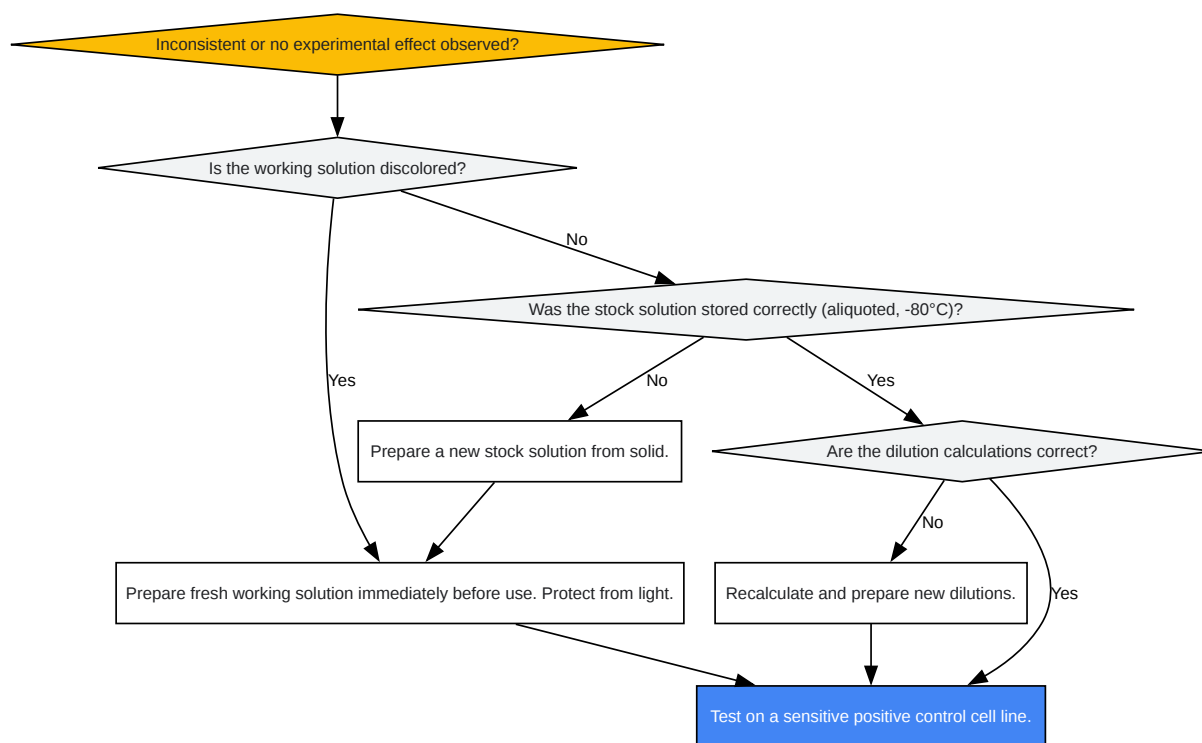 Inconsistent or no experimental effect observed?
Is the working solution discolored?
No
Was the stock solution stored correctly (aliquoted, -80°C)?
Yes
No
Yes
Prepare a new stock solution from solid.
Are the dilution calculations correct?
No
Prepare fresh working solution immediately before use. Protect from light.
Recalculate and prepare new dilutions.
Yes
Test on a sensitive positive control cell line.